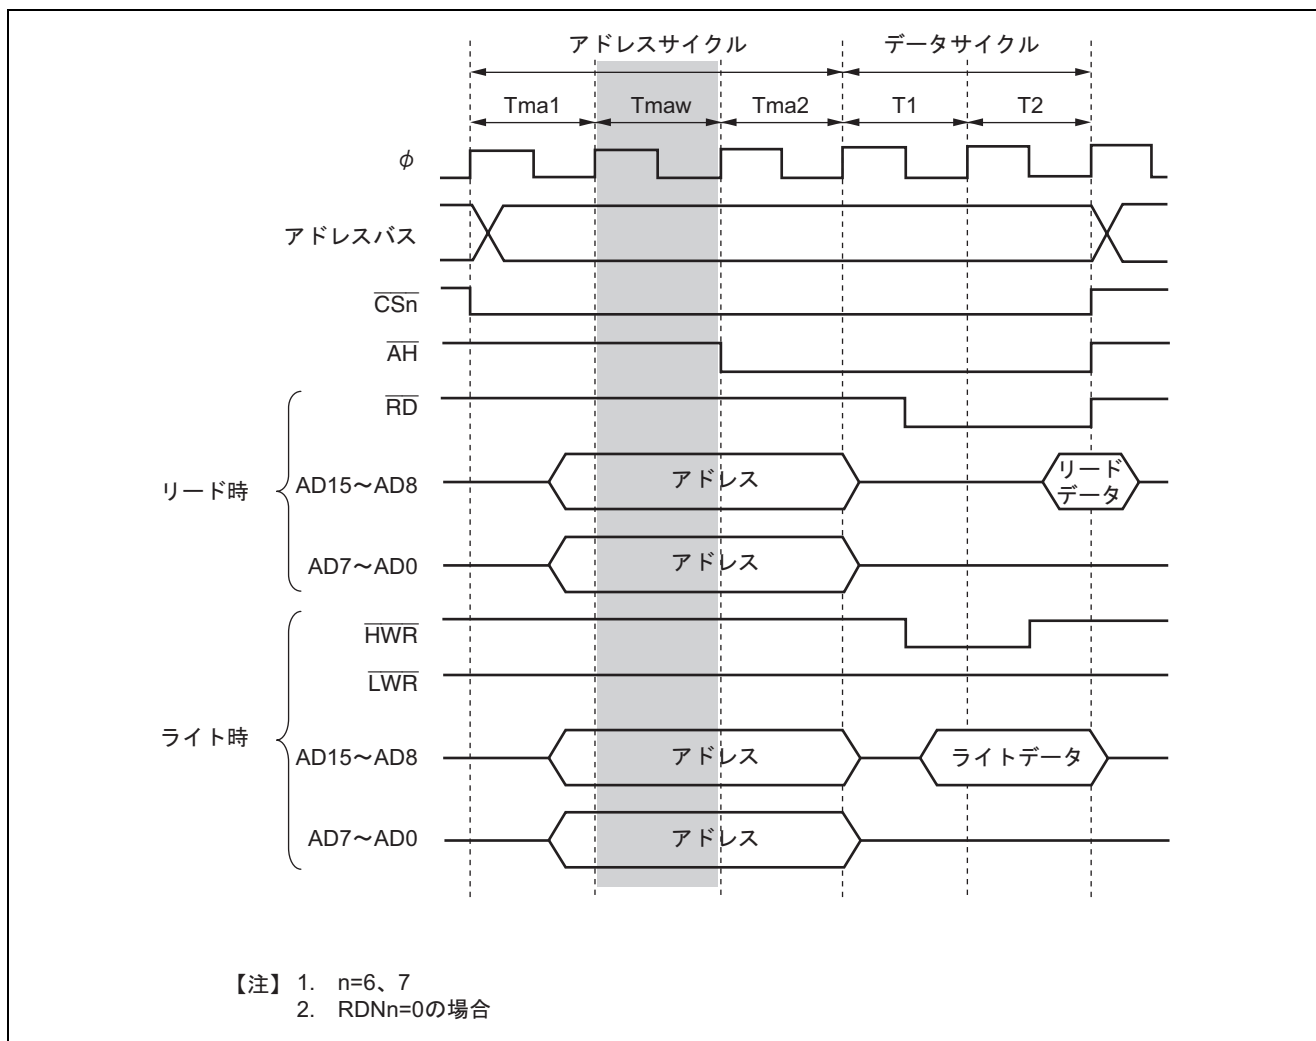 アドレスサイクル データサイクル
Tma1 Tmaw Tma2 T1 T2
φ
アドレスバス
CSn
AH
RD
リード時
AD15～AD8 アドレス リード
データ
AD7～AD0 アドレス
HWR
LWR
ライト時
AD15～AD8 アドレス ライトデータ
AD7～AD0 アドレス
【注】 1. n=6、7
2. RDNn=0の場合